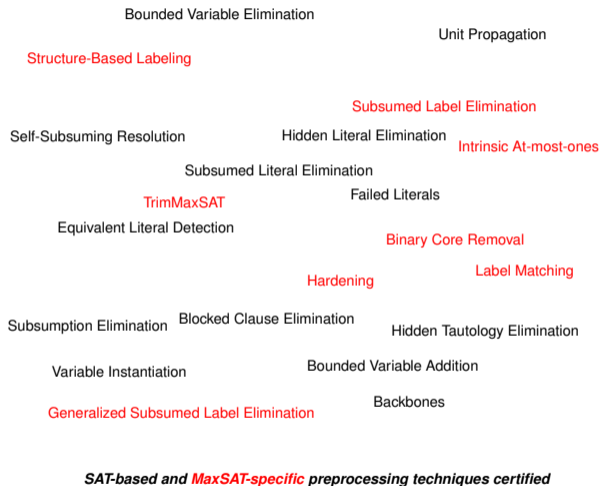 Bounded Variable Elimination
Unit Propagation
Structure-Based Labeling
Subsumed Label Elimination
Self-Subsuming Resolution
Hidden Literal Elimination
Intrinsic At-most-ones
Subsumed Literal Elimination
Failed Literals
TrimMaxSAT
Equivalent Literal Detection
Binary Core Removal
Label Matching
Hardening
Subsumption Elimination
Blocked Clause Elimination
Hidden Tautology Elimination
Variable Instantiation
Bounded Variable Addition
Backbones
Generalized Subsumed Label Elimination
SAT-based and MaxSAT-specific preprocessing techniques certified